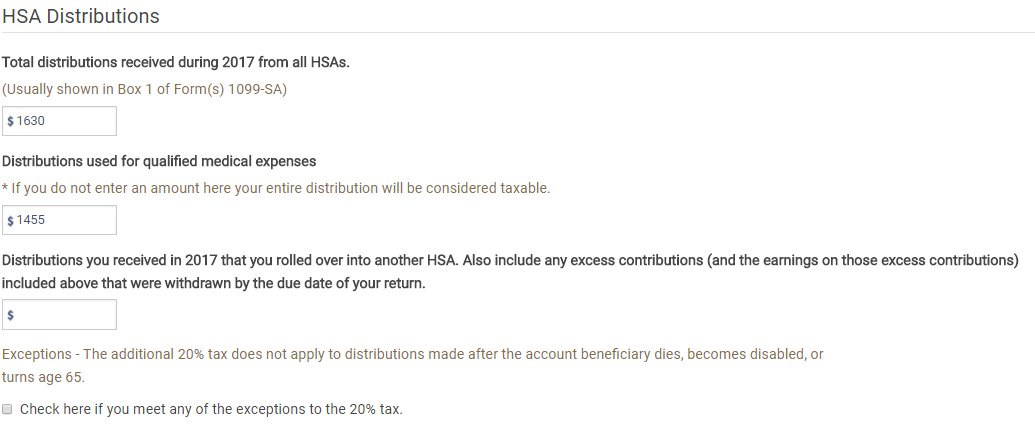 HSA Distributions
Total distributions received during 2017 from all HSAs.
(Usually shown in Box 1 of Form(s) 1099-SA)
$ 1630
Distributions used for qualified medical expenses
* If you do not enter an amount here your entire distribution will be considered taxable.
$ 1455
Distributions you received in 2017 that you rolled over into another HSA. Also include any excess contributions (and the earnings on those excess contributions)
included above that were withdrawn by the due date of your return.
$
Exceptions - The additional 20% tax does not apply to distributions made after the account beneficiary dies, becomes disabled, or
turns age 65.
Check here if you meet any of the exceptions to the 20% tax.